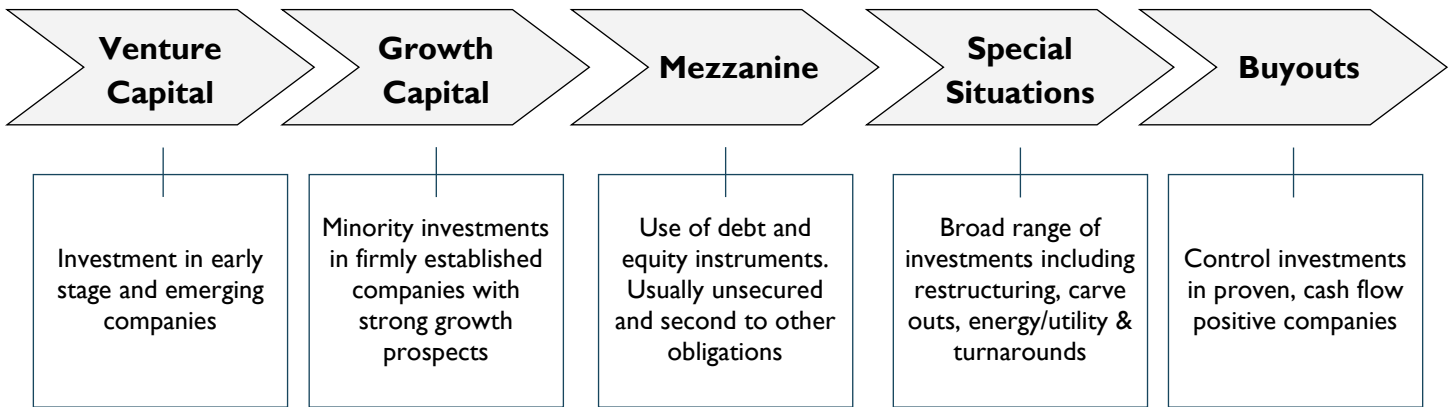 Venture
Capital
Growth
Capital
Mezzanine
Special
Situations
Buyouts
Investment in early
stage and emerging
companies
Minority investments
in firmly established
companies with
strong growth
prospects
Use of debt and
equity instruments.
Usually unsecured
and second to other
obligations
Broad range of
investments including
restructuring, carve
outs, energy/utility &
turnarounds
Control investments
in proven, cash flow
positive companies